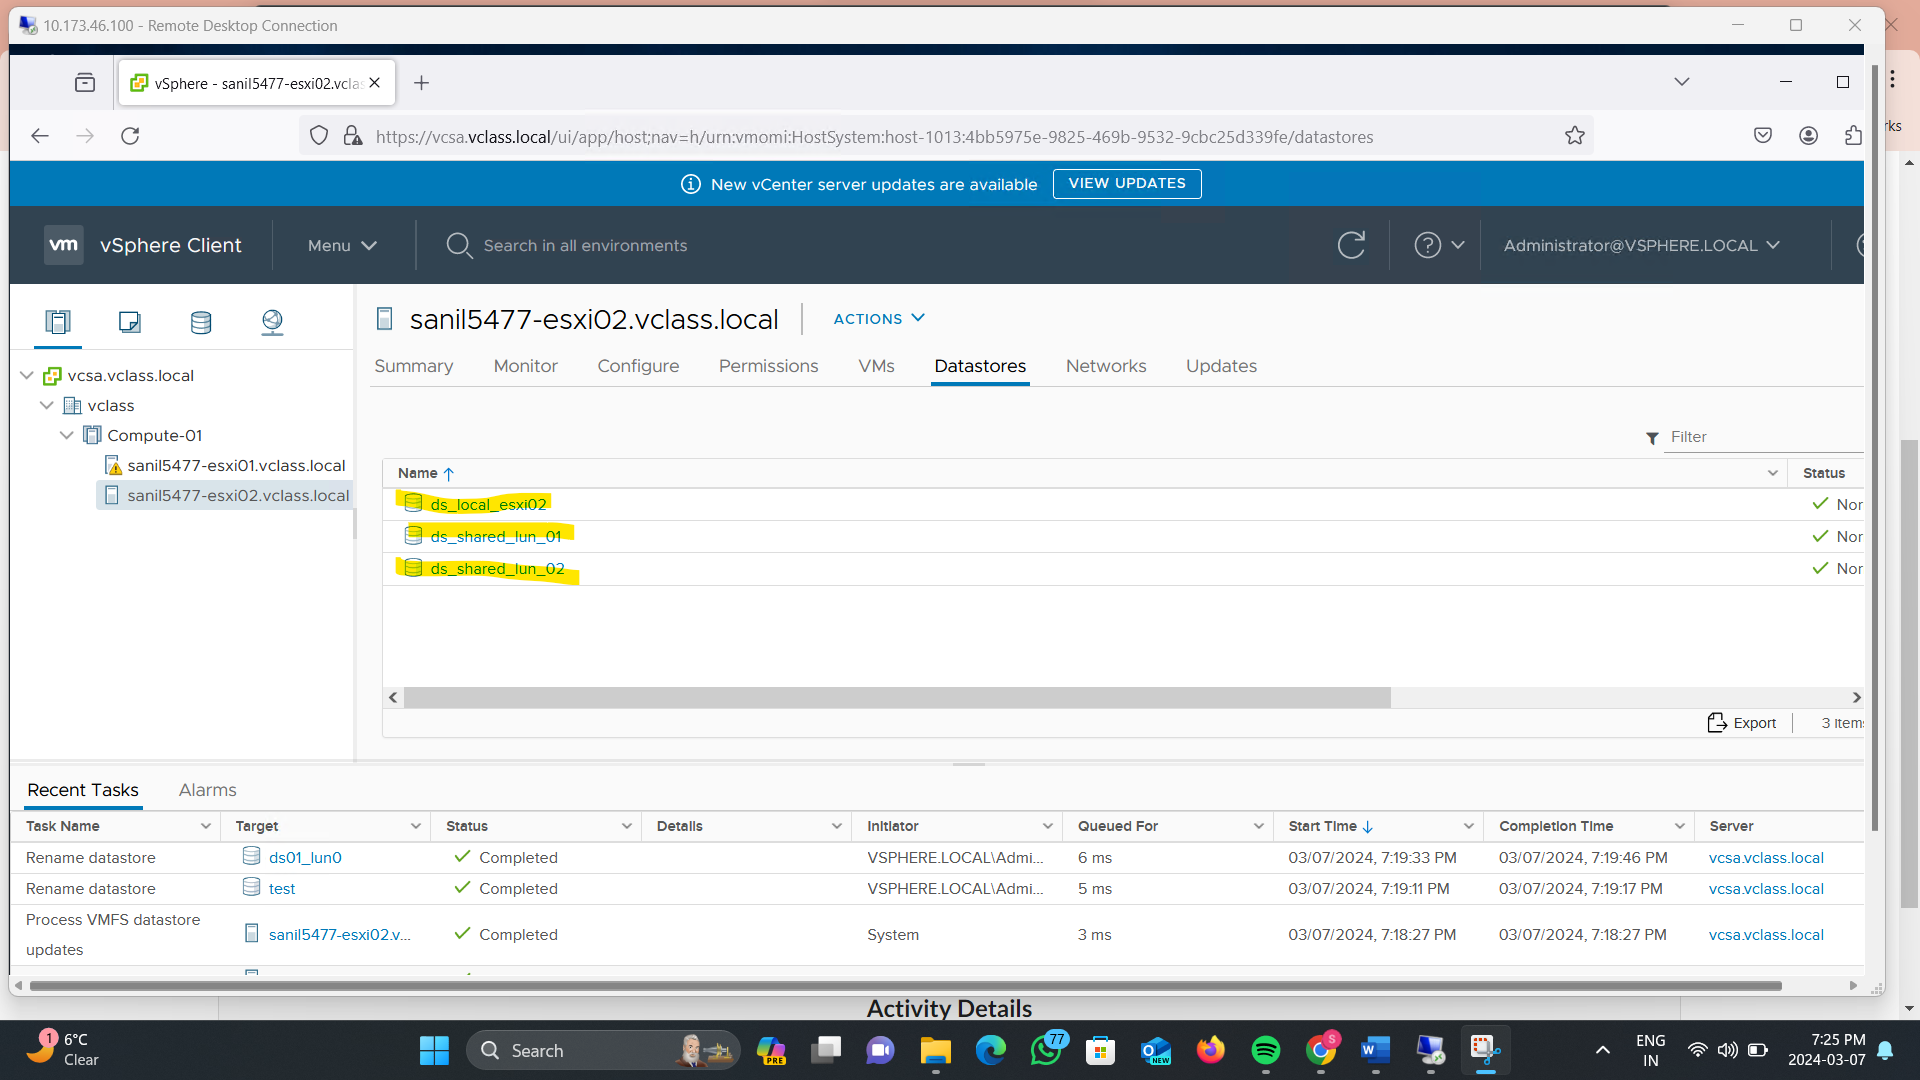 10.173.46.100 - Remote Desktop Connection
vSphere - sanil5477-esxi02.vclas
https://vcsa.vclass.local/ui/app/host;nav=h/urn:vmomi:HostSystem:host-1013:4bb5975e-9825-469b-9532-9cbc25d339fe/datastores
rks
New vCenter server updates are available VIEW UPDATES
vm vSphere Client Menu Search in all environments Administrator@VSPHERE.LOCAL
sanil5477-esxi02.vclass.local ACTIONS
Summary Monitor Configure Permissions VMs Datastores Networks Updates
vcsa.vclass.local
vclass
Compute-01
sanil5477-esxi01.vclass.local
sanil5477-esxi02.vclass.local
Filter
Name Status
ds_local_esxi02 Nor
ds_shared_lun_01 Nor
ds_shared_lun_02 Nor
Export 3 items
Recent Tasks Alarms
Task Name Target Status Details Initiator Queued For Start Time Completion Time Server
Rename datastore ds01_lun0 Completed VSPHERE.LOCAL\Admi... 6 ms 03/07/2024, 7:19:33 PM 03/07/2024, 7:19:46 PM vcsa.vclass.local
Rename datastore test Completed VSPHERE.LOCAL\Admi... 5 ms 03/07/2024, 7:19:11 PM 03/07/2024, 7:19:17 PM vcsa.vclass.local
Process VMFS datastore
updates sanil5477-esxi02.v... Completed System 3 ms 03/07/2024, 7:18:27 PM 03/07/2024, 7:18:27 PM vcsa.vclass.local
Activity Details
1 6°C
Clear
Search
PRE
77
NEW
S
ENG
IN
7:25 PM
2024-03-07